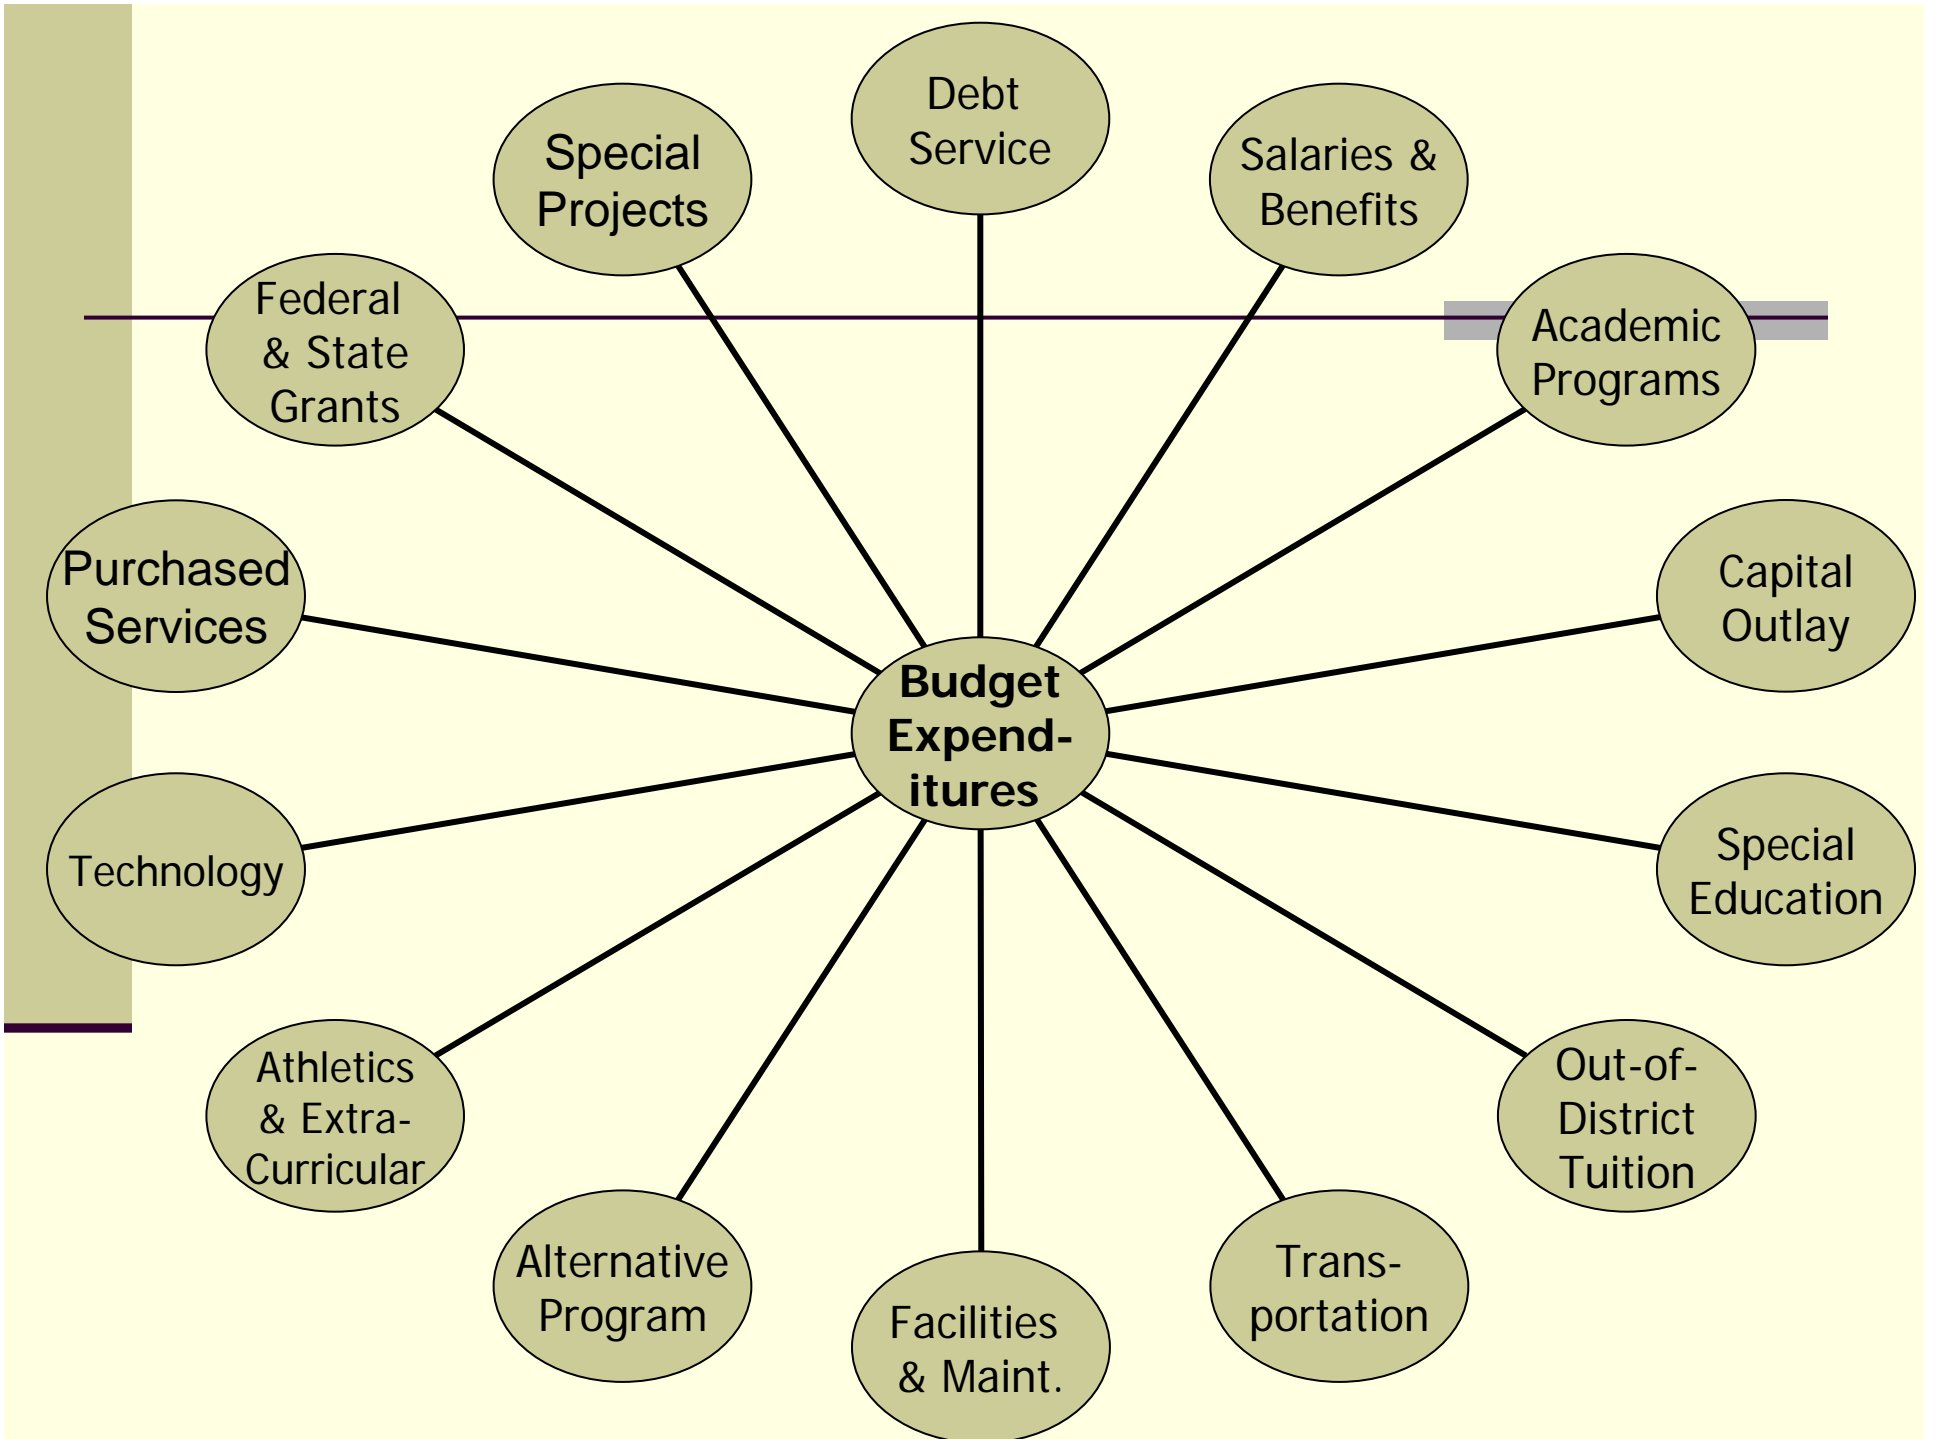 Debt
Service
Special
Projects
Salaries &
Benefits
Federal
& State
Grants
Academic
Programs
Purchased
Services
Capital
Outlay
Budget
Expend-
itures
Technology
Special
Education
Athletics
& Extra-
Curricular
Out-of-
District
Tuition
Alternative
Program
Trans-
portation
Facilities
& Maint.